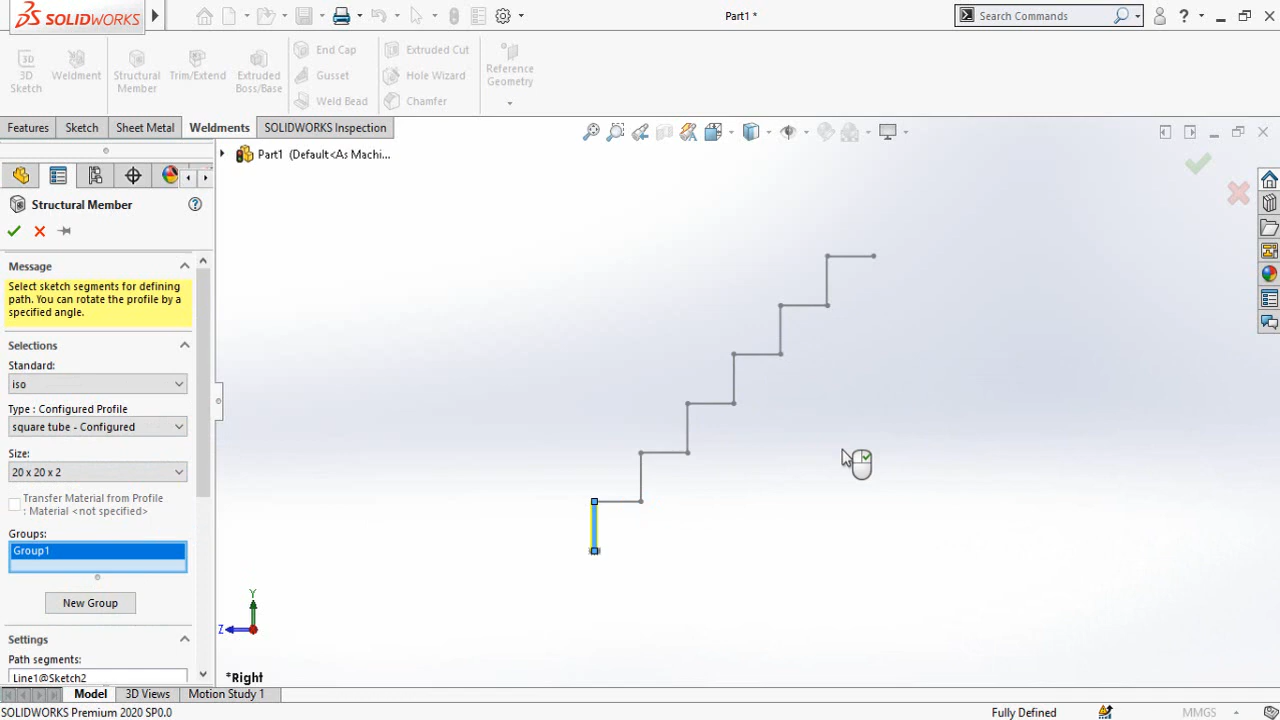 SOLIDWORKS
Part1 *
Search Commands
?
3D Sketch
Weldment
Structural Member
Trim/Extend
Extruded Boss/Base
End Cap
Gusset
Weld Bead
Extruded Cut
Hole Wizard
Chamfer
Reference Geometry
Features
Sketch
Sheet Metal
Weldments
SOLIDWORKS Inspection
Part1 (Default<As Machi...
Structural Member
?
Message
Select sketch segments for defining
path. You can rotate the profile by a
specified angle.
Selections
Standard:
iso
Type : Configured Profile
square tube - Configured
Size:
20 x 20 x 2
Transfer Material from Profile
: Material <not specified>
Groups:
Group1
New Group
Settings
Path segments:
Line1@Sketch2
Y
Z
*Right
Model
3D Views
Motion Study 1
SOLIDWORKS Premium 2020 SP0.0
Fully Defined
MMGS